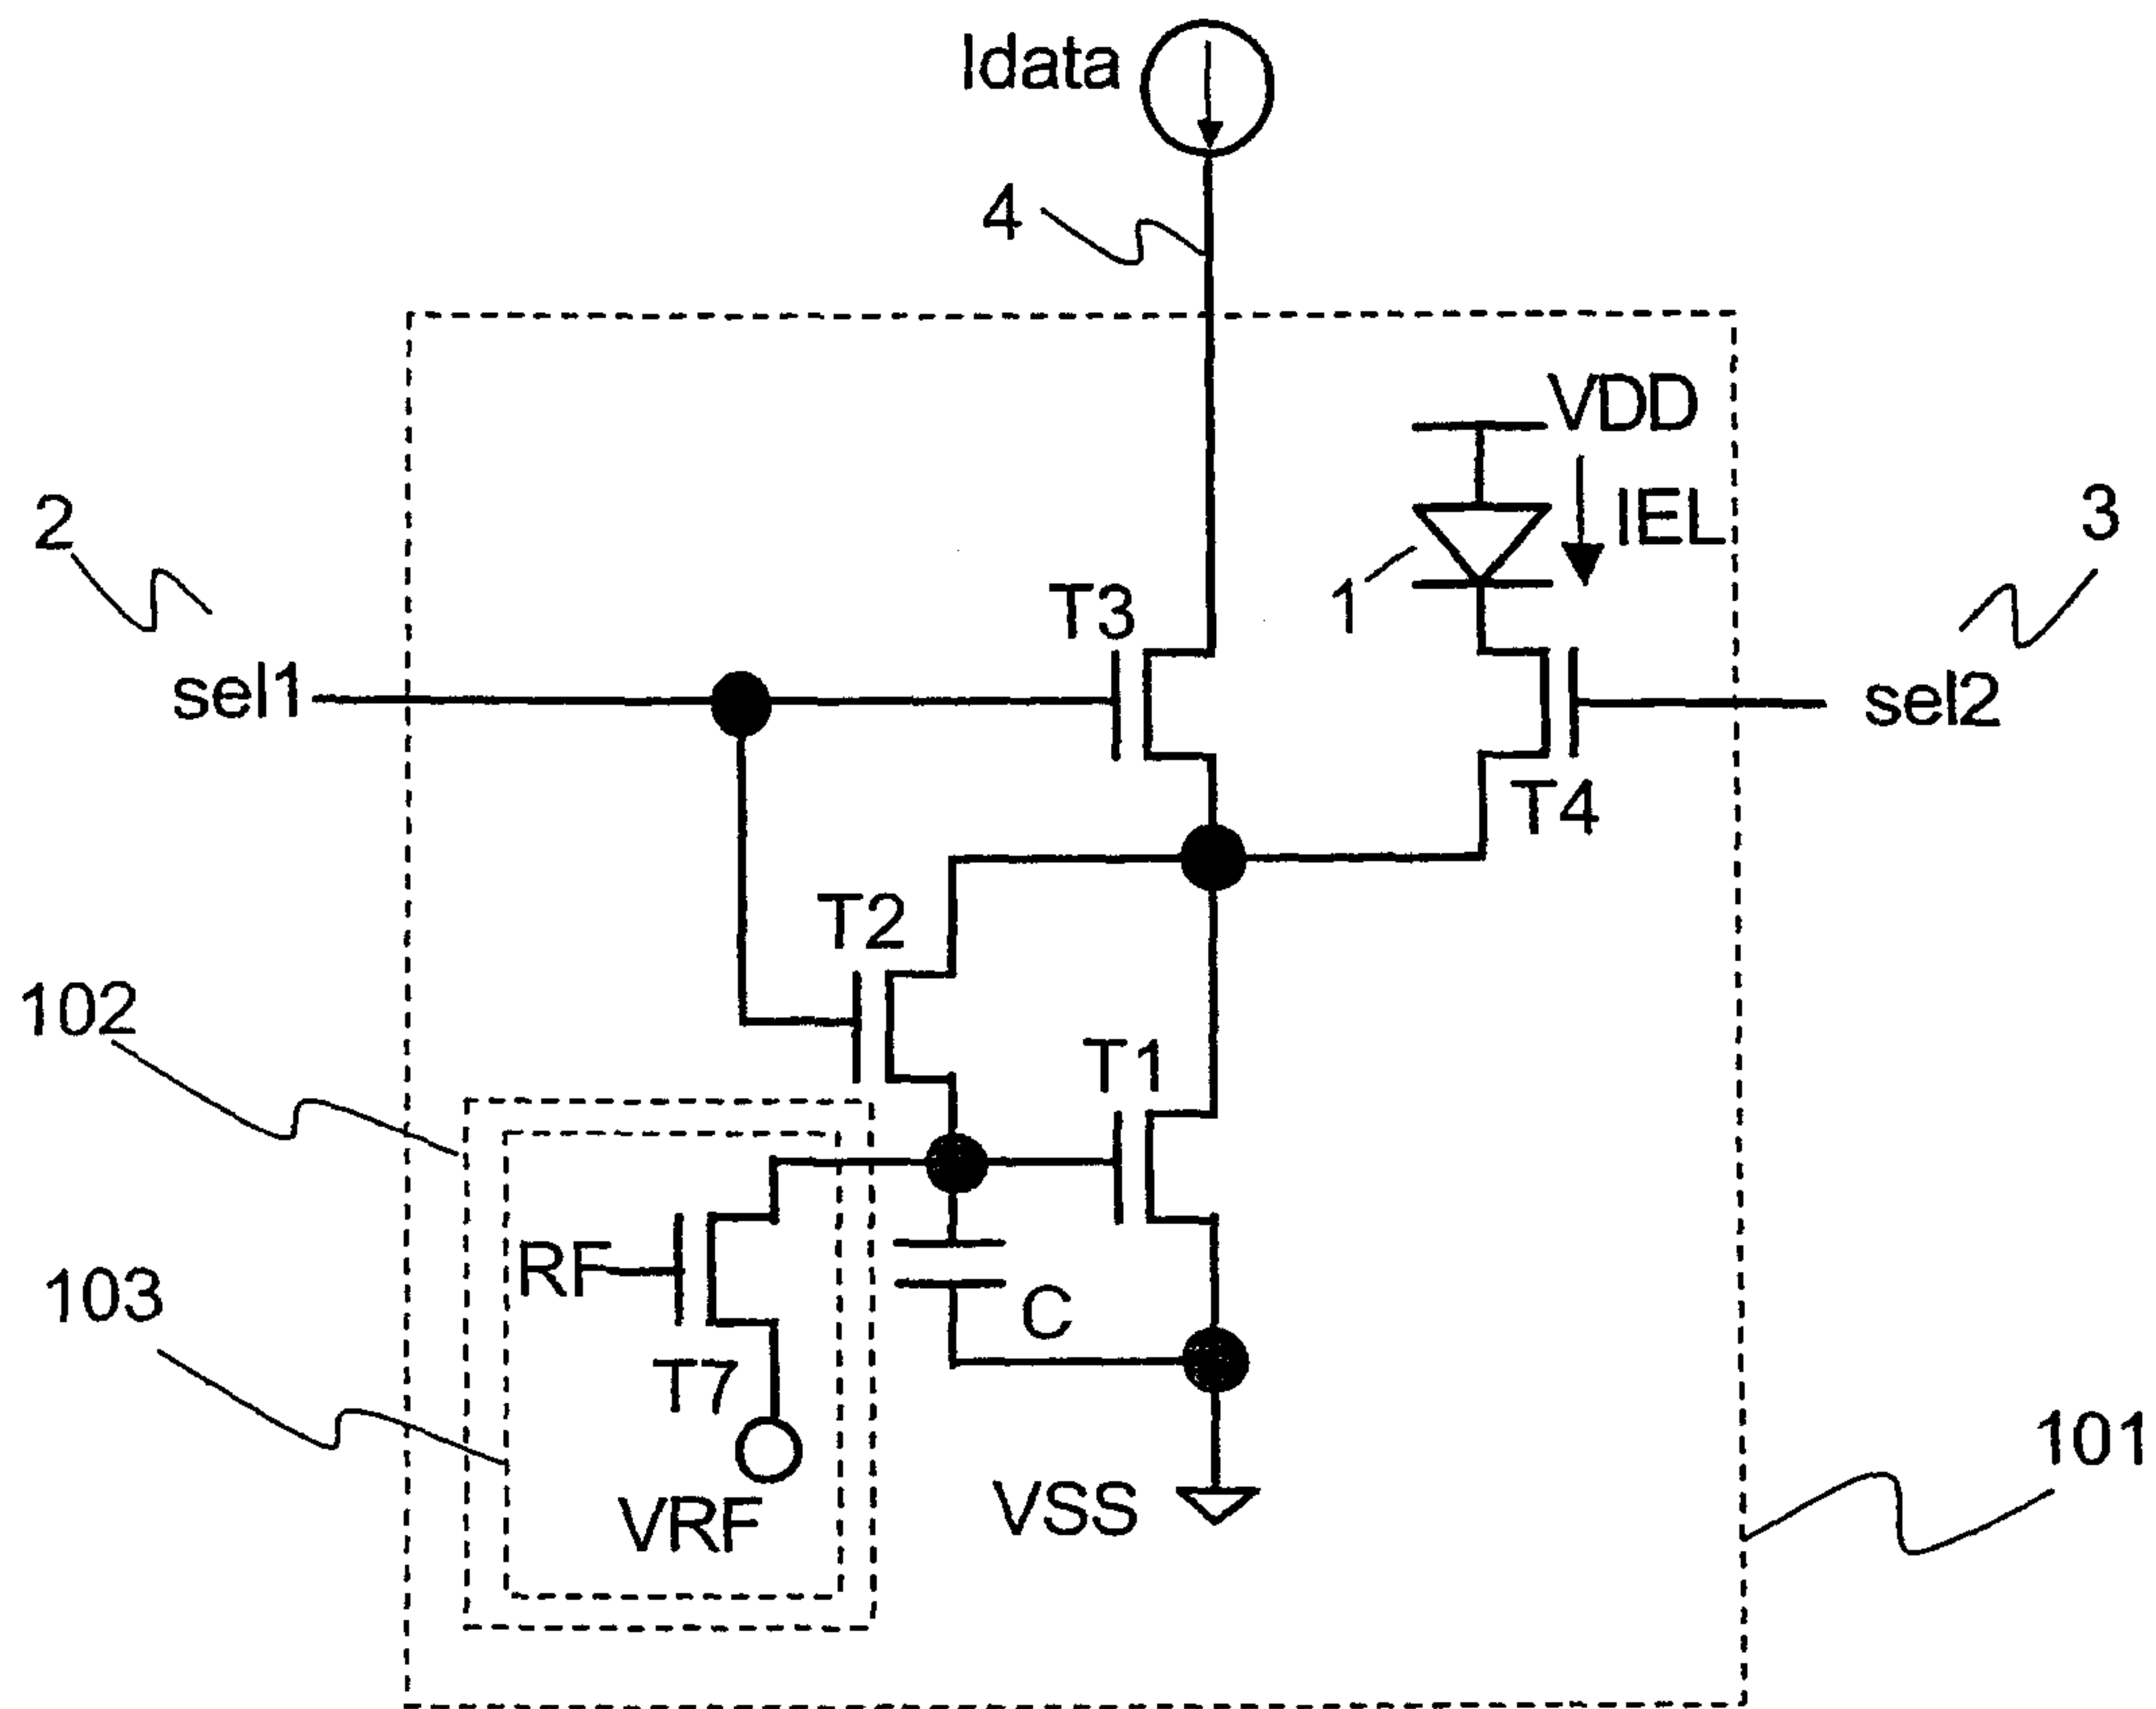 Idata
4
VDD
IEL
2
3
1
T3
sel1
sel2
T4
T2
102
T1
RF
103
C
T7
101
VSS
VRF